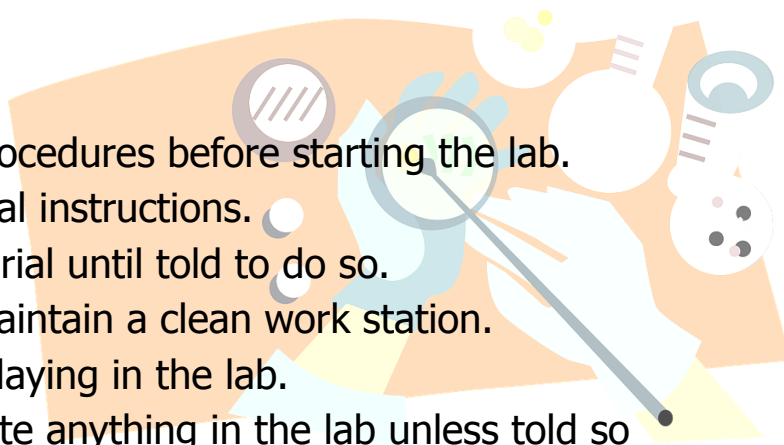 ocedures before starting the lab.
al instructions.
rial until told to do so.
aintain a clean work station.
laying in the lab.
te anything in the lab unless told so